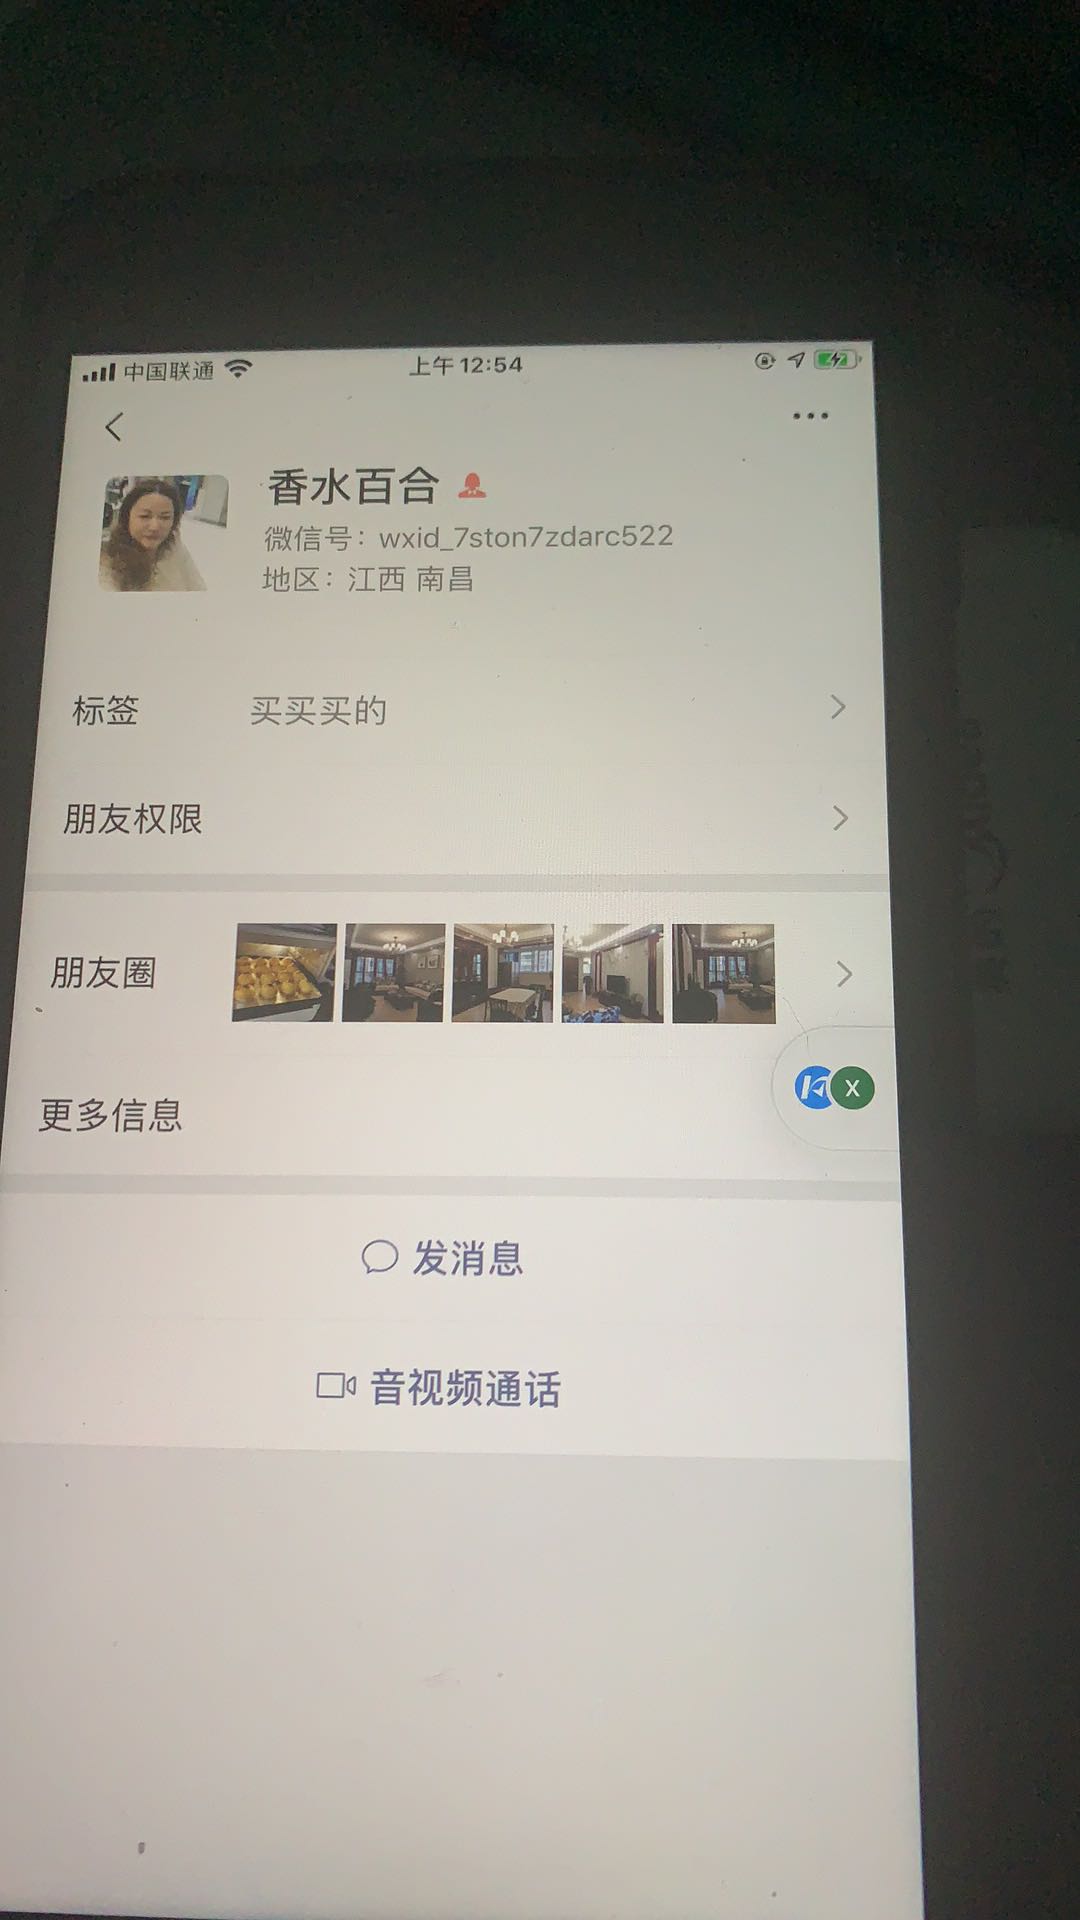 中国联通
上午12:54
香水百合
微信号：wxid_7ston7zdarc522
地区：江西 南昌
标签 买买买的
朋友权限
朋友圈
X
更多信息
发消息
音视频通话